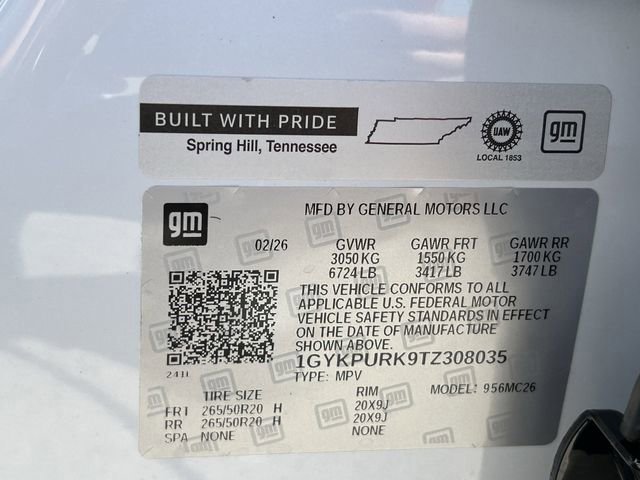 BUILT WITH PRIDE
Spring Hill, Tennessee
UAW
LOCAL 1853
gm
gm
MFD BY GENERAL MOTORS LLC
02/26 GVWR GAWR FRT GAWR RR
3050 KG 1550 KG 1700 KG
6724 LB 3417 LB 3747 LB
THIS VEHICLE CONFORMS TO ALL
APPLICABLE U.S. FEDERAL MOTOR
VEHICLE SAFETY STANDARDS IN EFFECT
ON THE DATE OF MANUFACTURE
SHOWN ABOVE.
1GYKPURK9TZ308035
TYPE: MPV MODEL: 956MC26
TIRE SIZE RIM
FRT 265/50R20 H 20X9J
RR 265/50R20 H 20X9J
SPA NONE NONE